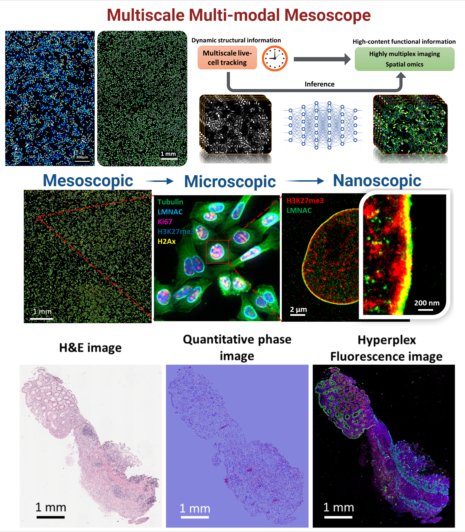 Multiscale Multi-modal Mesoscope
Dynamic structural information
High-content functional information
Multiscale live-
cell tracking
Highly multiplex imaging
Spatial omics
Inference
1 mm
Mesoscopic
Microscopic
Nanoscopic
Tubulin
LMNAC
Ki67
H3K27me3
H2Ax
H3K27me3
LMNAC
1 mm
2 μm
200 nm
H&E image
Quantitative phase
image
Hyperplex
Fluorescence image
1 mm
1 mm
1 mm